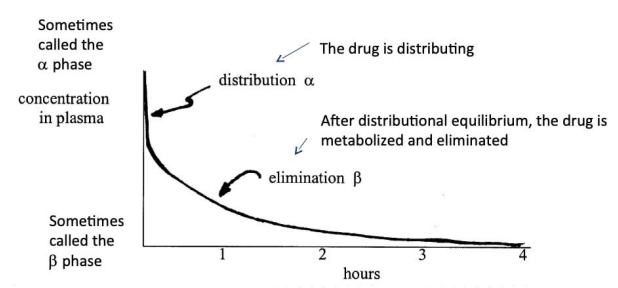 Sometimes
called the
α phase
The drug is distributing
distribution α
concentration
in plasma
After distributional equilibrium, the drug is
metabolized and eliminated
elimination β
Sometimes
called the
β phase
1
2
3
4
hours